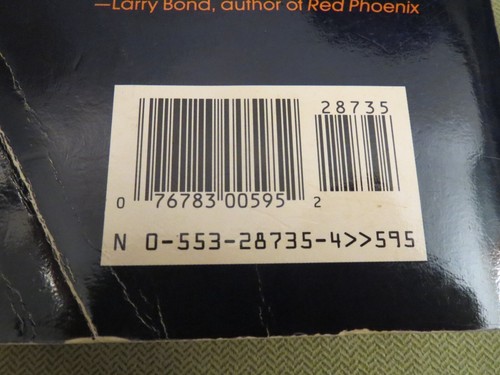 —Larry Bond, author of Red Phoenix
28735
0 76783 00595 2
N 0-553-28735-4>>595